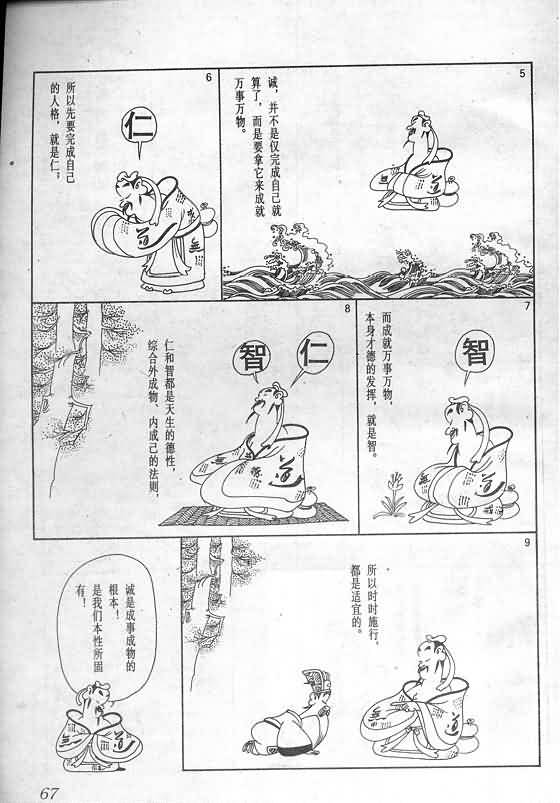 5
诚，并不是仅完成自己就
算了，而是要拿它来成就
万事万物。
6
仁
所以先要完成自己
的人格，就是仁；
道
無
7
智
而成就万事万物，
本身才德的发挥，就是智。
道
8
仁
智
仁和智都是天生的德性，
综合外成物、内成己的法则，
道
9
所以时时施行，
都是适宜的。
道
诚是成事成物的
根本！
是我们本性所固
有！
道
67